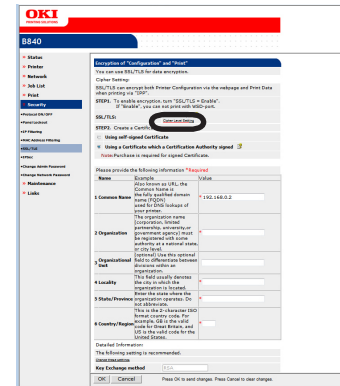 OKI
PRINTING SOLUTIONS
B840
Status
Printer
Network
Job List
Print
Security
Protocol ON/OFF
Panel Lockout
IP Filtering
MAC Address Filtering
SSL/TLS
IPSec
Change Admin Password
Change Network Password
Maintenance
Links
Encryption of "Configuration" and "Print"
You can use SSL/TLS for data encryption.
Cipher Setting:
SSL/TLS can encrypt both Printer Configuration via the webpage and Print Data
when printing via "IPP".
STEP1. To enable encryption, turn "SSL/TLS = Enable".
If "Enable", you can not print with WSD-port.
SSL/TLS:
Cipher Level Setting
STEP2. Create a Certific
Using self-signed Certificate
Using a Certificate which a Certification Authority signed
Note: Purchase is required for signed Certificate.
Please provide the following information *Required
Name Example Value
1 Common Name
Also known as URL, the
Common Name is
the fully qualified domain
name (FQDN)
used for DNS lookups of
your printer.
* 192.168.0.2
2 Organization
The organization name
(corporation, limited
partnership, university,or
government agency) must
be registered with some
authority at a national state,
or city level.
*
3 Organizational
Unit
(optional) Use this optional
field to differentiate between
divisions within an
organization.
4 Locality
This field usually denotes
the city in which the
organization is located.
*
5 State/Province
Enter the state where the
organization operates. Do
not abbreviate.
*
6 Country/Region
This is the 2-character ISO
format country code. For
example, GB is the valid
code for Great Britain, and
US is the valid code for the
United States.
*
Detailed Information
The following setting is recommended.
Change these settings
Key Exchange method RSA
OK Cancel Press OK to send changes. Press Cancel to clear changes.